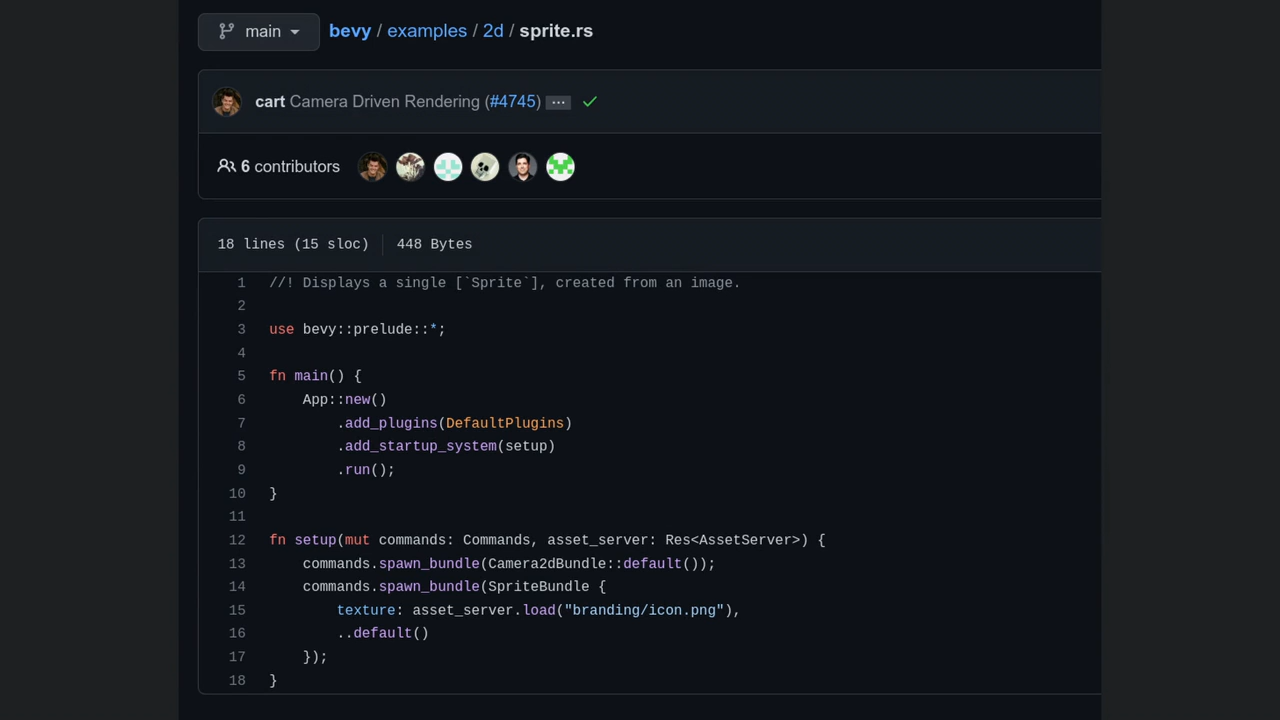 main
bevy / examples / 2d / sprite.rs
cart Camera Driven Rendering (#4745) ...
6 contributors
18 lines (15 sloc) 448 Bytes
1 //! Displays a single [`Sprite`], created from an image.
2
3 use bevy::prelude::*;
4
5 fn main() {
6     App::new()
7         .add_plugins(DefaultPlugins)
8         .add_startup_system(setup)
9         .run();
10 }
11
12 fn setup(mut commands: Commands, asset_server: Res<AssetServer>) {
13     commands.spawn_bundle(Camera2dBundle::default());
14     commands.spawn_bundle(SpriteBundle {
15         texture: asset_server.load("branding/icon.png"),
16         ..default()
17     });
18 }